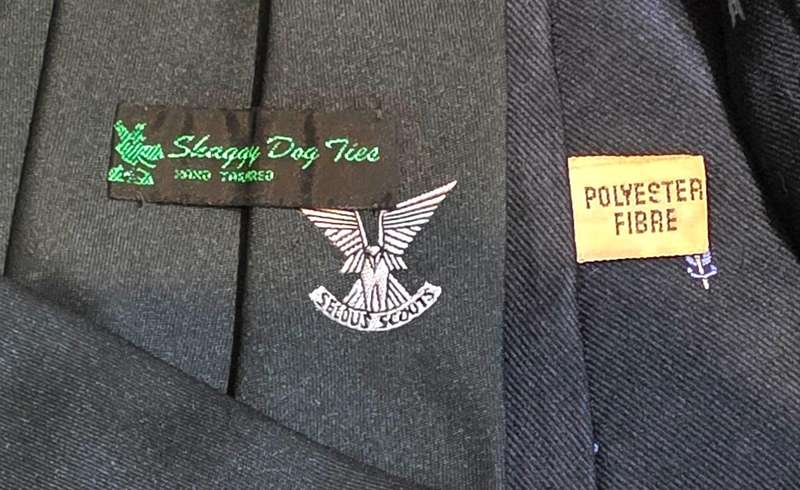 Shaggy Dog Ties
HAND TAILORED
SELOUS SCOUTS
POLYESTER
FIBRE